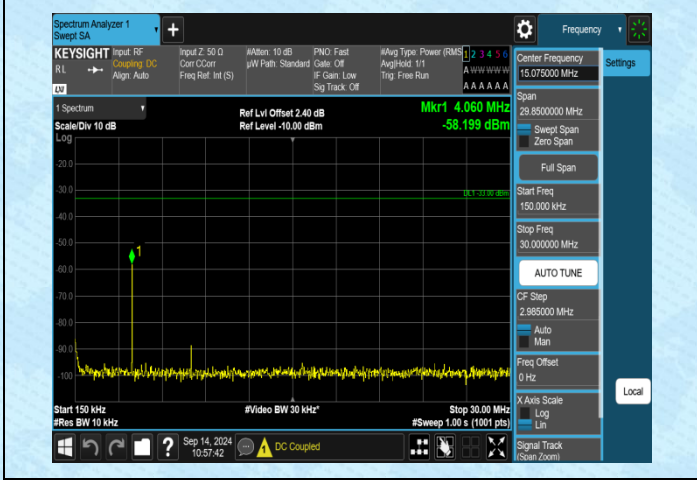 Spectrum Analyzer 1
Swept SA
+
Frequency
KEYSIGHT
RL
LXI
Input: RF
Coupling: DC
Align: Auto
Input Z: 50 Ω
Corr CCorr
Freq Ref: Int (S)
#Atten: 10 dB
µW Path: Standard
PNO: Fast
Gate: Off
IF Gain: Low
Sig Track: Off
#Avg Type: Power (RMS)
Avg|Hold: 1/1
Trig: Free Run
1 2 3 4 5 6
A W W W W W
A A A A A A
1 Spectrum
Scale/Div 10 dB
Log
Ref Lvl Offset 2.40 dB
Ref Level -10.00 dBm
Mkr1 4.060 MHz
-58.199 dBm
-20.0
-30.0
DL1 -33.00 dBm
-40.0
-50.0
1
-60.0
-70.0
-80.0
-90.0
-100
Start 150 kHz
#Res BW 10 kHz
#Video BW 30 kHz*
Stop 30.00 MHz
#Sweep 1.00 s (1001 pts)
Center Frequency
15.075000 MHz
Settings
Span
29.8500000 MHz
Swept Span
Zero Span
Full Span
Start Freq
150.000 kHz
Stop Freq
30.000000 MHz
AUTO TUNE
CF Step
2.985000 MHz
Auto
Man
Freq Offset
0 Hz
X Axis Scale
Log
Lin
Signal Track
(Span Zoom)
Local
?
Sep 14, 2024
10:57:42
DC Coupled